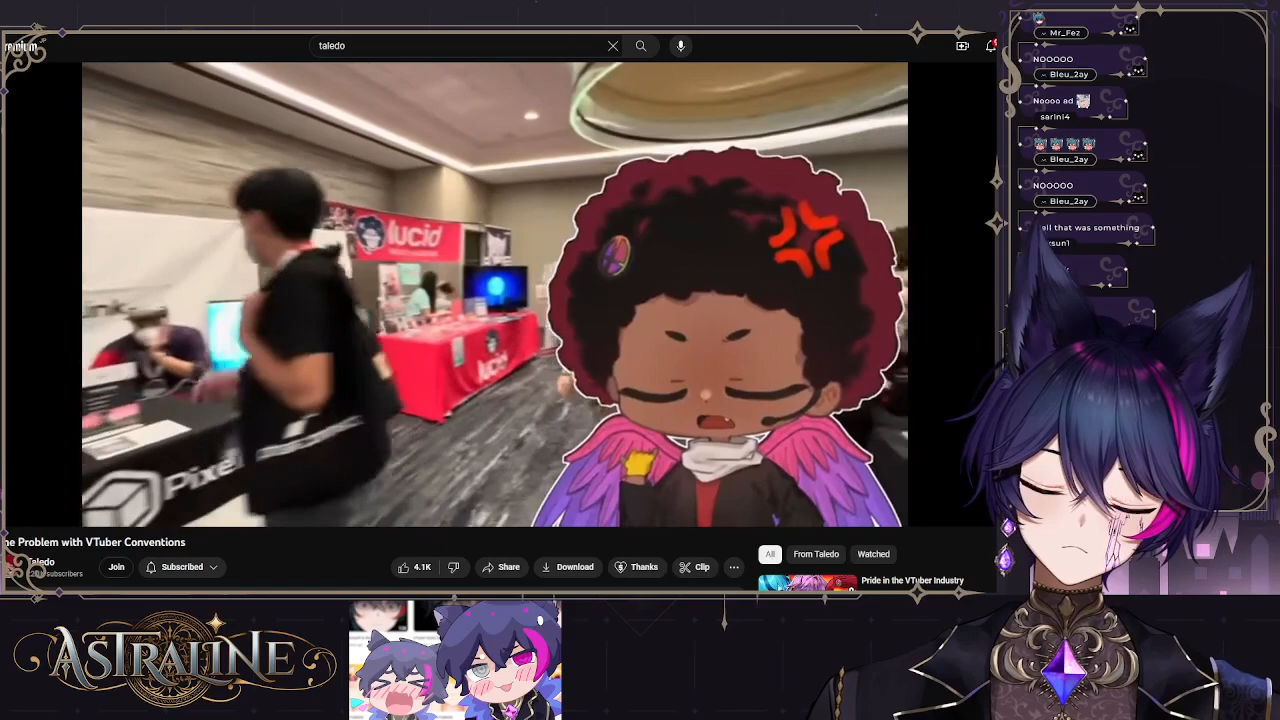 taledo
Mr_Fez
NOOOOO
Bleu_2ay
Noooo ad
sarini4
Bleu_2ay
NOOOOO
Bleu_2ay
ell that was something
lucid
lucid
Pixel
e Problem with VTuber Conventions
Taledo
subscribers
Join
Subscribed
4.1K
Share
Download
Thanks
Clip
All
From Taledo
Watched
Pride in the VTuber Industry
ASTRALINE